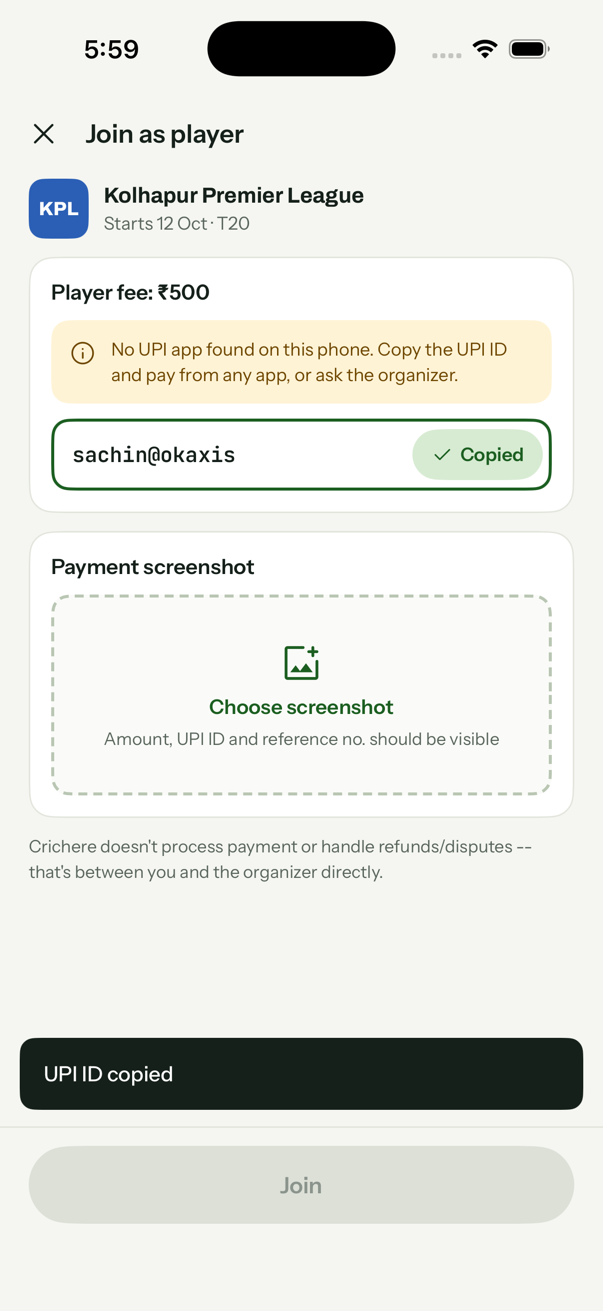 5:59
Join as player
KPL
Kolhapur Premier League
Starts 12 Oct · T20
Player fee: ₹500
No UPI app found on this phone. Copy the UPI ID
and pay from any app, or ask the organizer.
sachin@okaxis
Copied
Payment screenshot
Choose screenshot
Amount, UPI ID and reference no. should be visible
Crichere doesn't process payment or handle refunds/disputes --
that's between you and the organizer directly.
UPI ID copied
Join